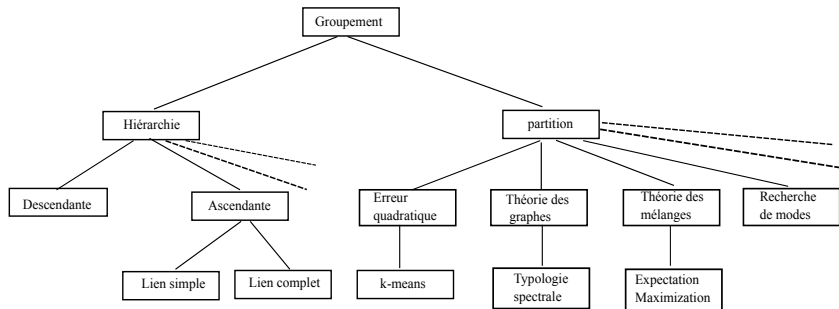 Groupement
Hiérarchie
partition
Descendante
Ascendante
Erreur
quadratique
Théorie des
graphes
Théorie des
mélanges
Recherche
de modes
Lien simple
Lien complet
k-means
Typologie
spectrale
Expectation
Maximization